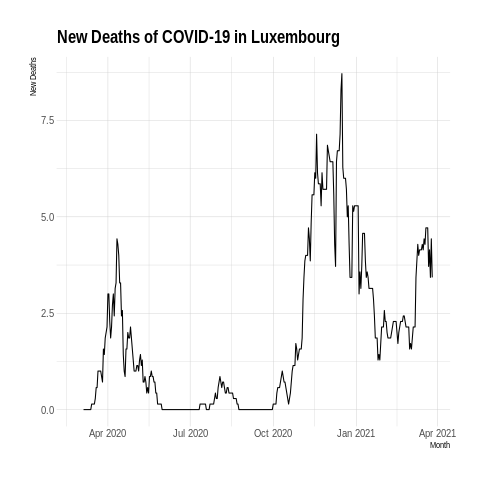 New Deaths of COVID-19 in Luxembourg
New Deaths
7.5
5.0
2.5
0.0
Apr 2020 Jul 2020 Oct 2020 Jan 2021 Apr 2021
Month